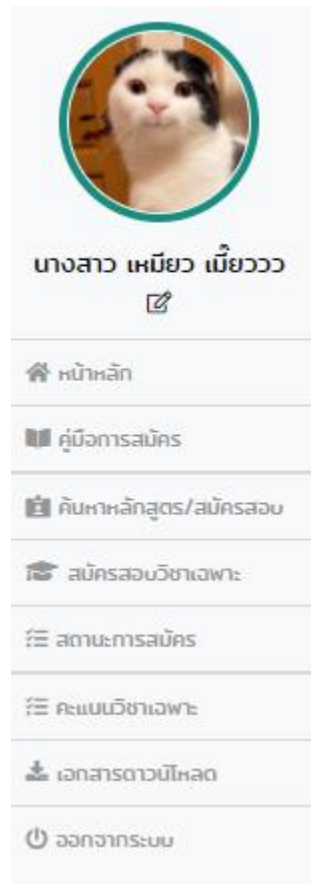 นางสาว เหมียว เมี๊ยววว
หน้าหลัก
คู่มือการสมัคร
ค้นหาหลักสูตร/สมัครสอบ
สมัครสอบวิชาเฉพาะ
สถานะการสมัคร
คะแนนวิชาเฉพาะ
เอกสารดาวน์โหลด
ออกจากระบบ